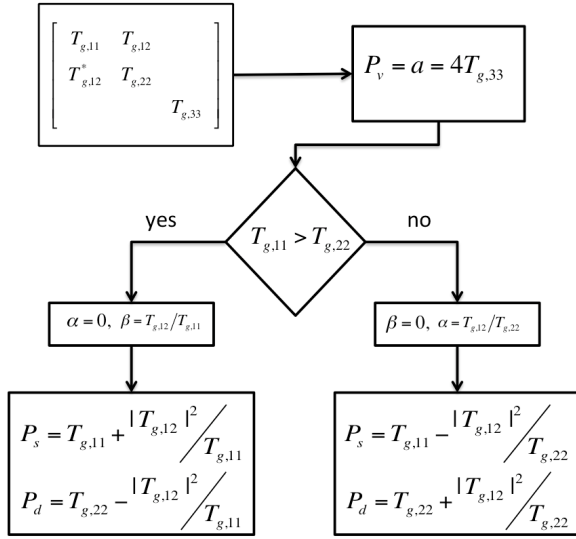 T_{g,11} T_{g,12}
T^*_{g,12} T_{g,22}
T_{g,33}
P_v = a = 4T_{g,33}
T_{g,11} > T_{g,22}
yes
no
α = 0, β = T_{g,12}/T_{g,11}
β = 0, α = T_{g,12}/T_{g,22}
P_s = T_{g,11} + |T_{g,12}|^2/T_{g,11}
P_d = T_{g,22} − |T_{g,12}|^2/T_{g,11}
P_s = T_{g,11} − |T_{g,12}|^2/T_{g,22}
P_d = T_{g,22} + |T_{g,12}|^2/T_{g,22}